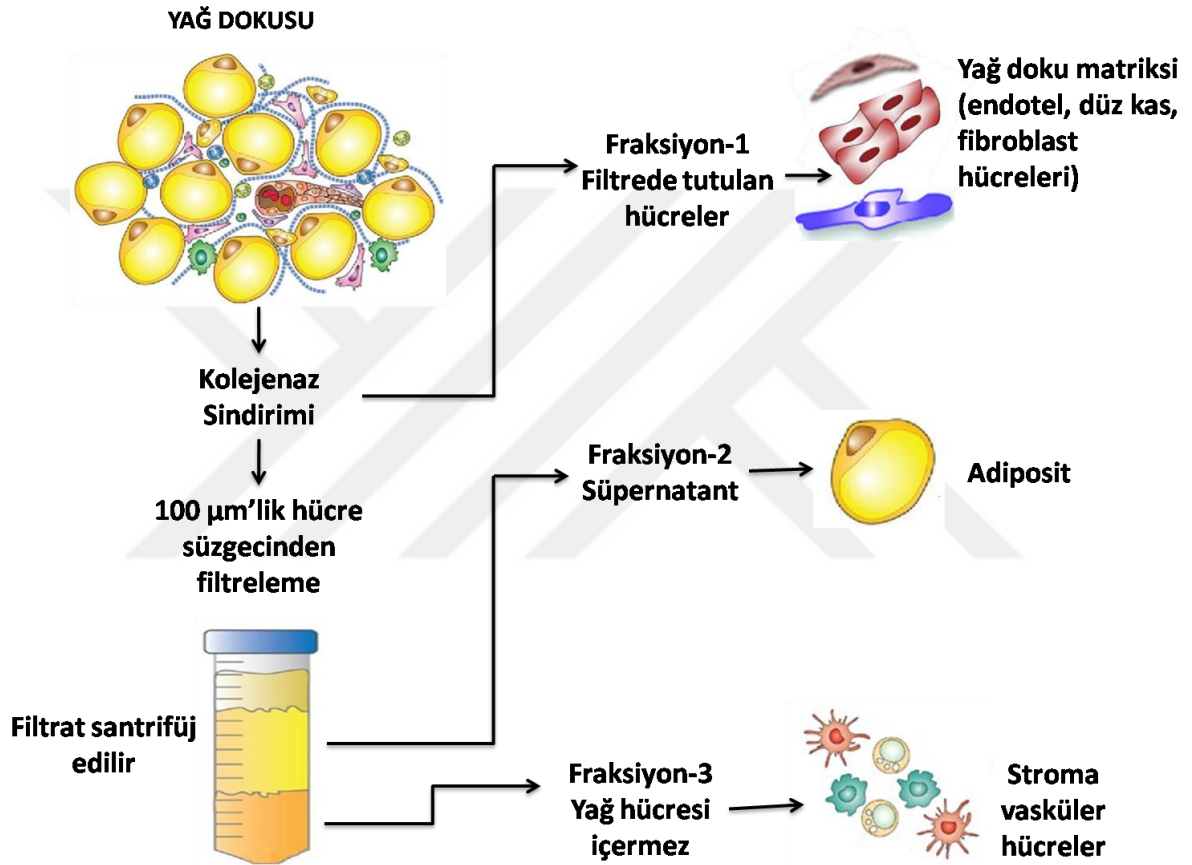 YAĞ DOKUSU
Kolejenaz
Sindirimi
100 µm’lik hücre
süzgecinden
filtreleme
Filtrat santrifüj
edilir
Fraksiyon-1
Filtrede tutulan
hücreler
Yağ doku matriksi
(endotel, düz kas,
fibroblast
hücreleri)
Fraksiyon-2
Süpernatant
Adiposit
Fraksiyon-3
Yağ hücresi
içermez
Stroma
vasküler
hücreler